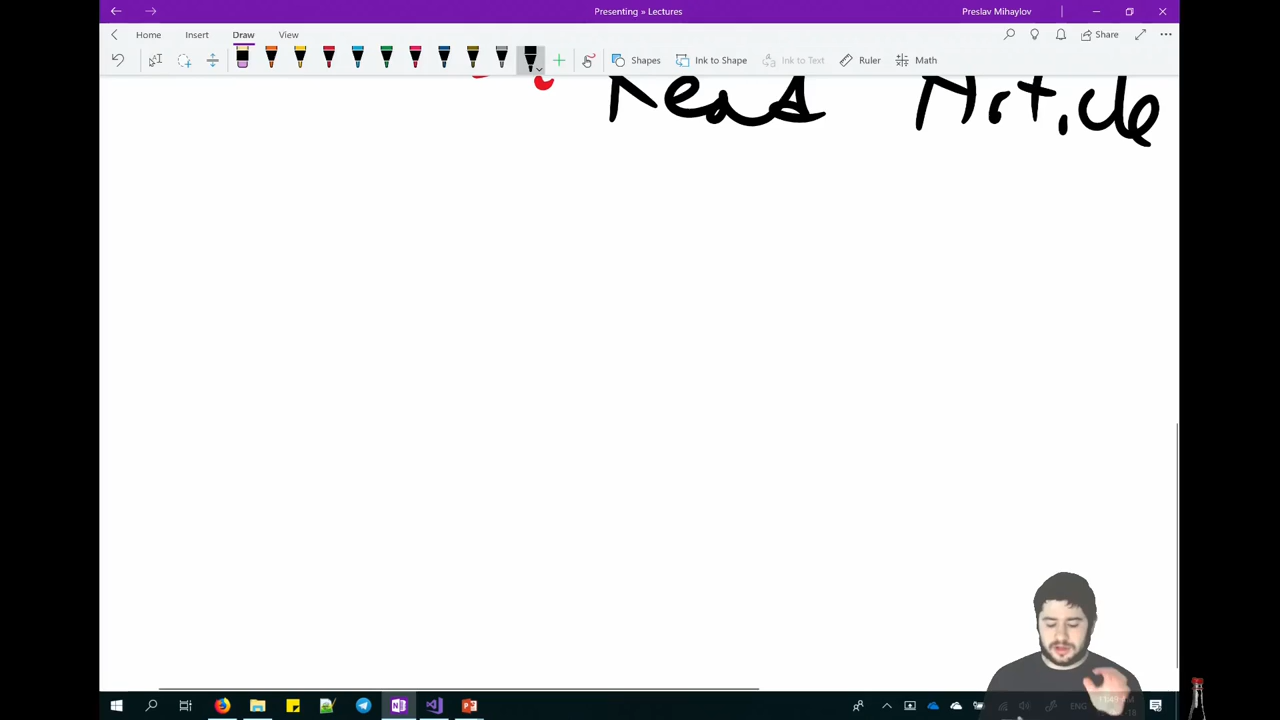 Presenting » Lectures
Preslav Mihaylov
Home Insert Draw View
Share
Shapes Ink to Shape Ink to Text Ruler Math
Read Article
ENG